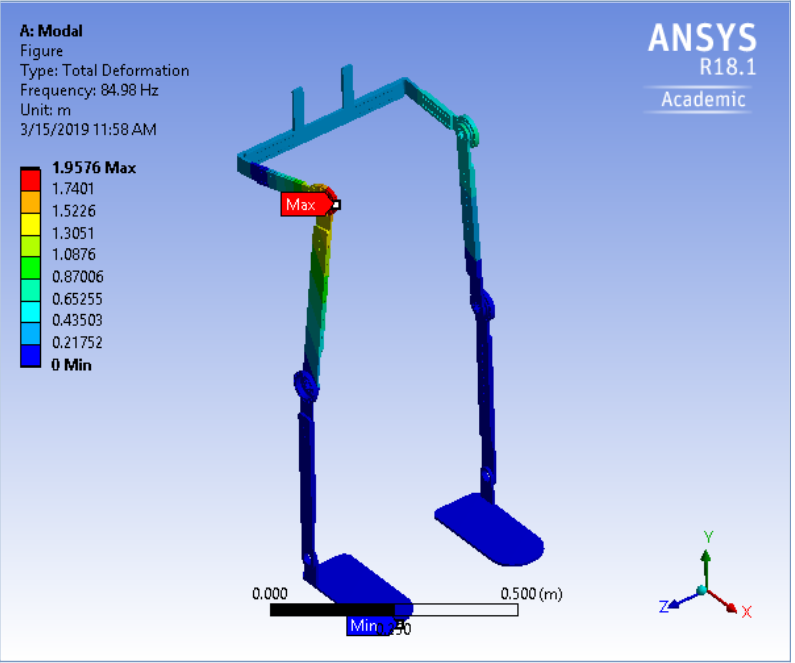 A: Modal
Figure
Type: Total Deformation
Frequency: 84.98 Hz
Unit: m
3/15/2019 11:58 AM
ANSYS
R18.1
Academic
1.9576 Max
1.7401
1.5226
1.3051
1.0876
0.87006
0.65255
0.43503
0.21752
0 Min
Max
0.000
0.500 (m)
Min
Y
Z
X